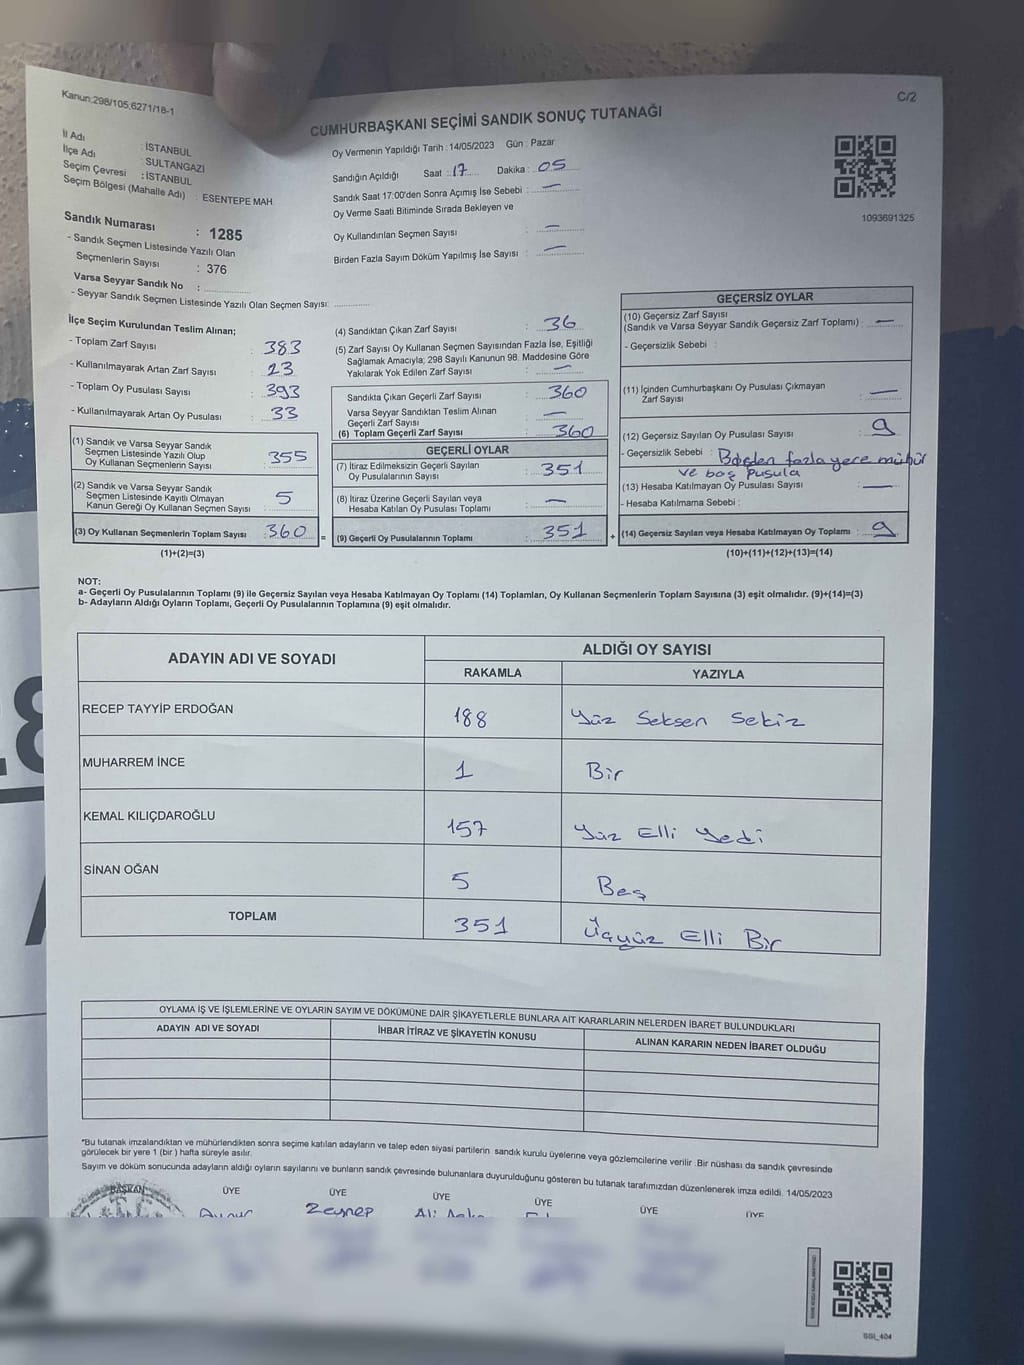 Kanun:298/105,6271/18-1
C/2
CUMHURBAŞKANI SEÇİMİ SANDIK SONUÇ TUTANAĞI
İl Adı : İSTANBUL
İlçe Adı : SULTANGAZİ
Seçim Çevresi : İSTANBUL
Seçim Bölgesi (Mahalle Adı) : ESENTEPE MAH.
Sandık Numarası : 1285
- Sandık Seçmen Listesinde Yazılı Olan
Seçmenlerin Sayısı : 376
Varsa Seyyar Sandık No :
- Seyyar Sandık Seçmen Listesinde Yazılı Olan Seçmen Sayısı:
Oy Vermenin Yapıldığı Tarih : 14/05/2023 Gün : Pazar
Sandığın Açıldığı Saat : 17 Dakika : 05
Sandık Saat 17:00'den Sonra Açımış İse Sebebi : —
Oy Verme Saati Bitiminde Sırada Bekleyen ve
Oy Kullandırılan Seçmen Sayısı : —
Birden Fazla Sayım Döküm Yapılmış İse Sayısı : —
1093691325
İlçe Seçim Kurulundan Teslim Alınan;
- Toplam Zarf Sayısı : 383
- Kullanılmayarak Artan Zarf Sayısı : 23
- Toplam Oy Pusulası Sayısı : 393
- Kullanılmayarak Artan Oy Pusulası : 33
(1) Sandık ve Varsa Seyyar Sandık
Seçmen Listesinde Yazılı Olup
Oy Kullanan Seçmenlerin Sayısı : 355
(2) Sandık ve Varsa Seyyar Sandık
Seçmen Listesinde Kayıtlı Olmayan
Kanun Gereği Oy Kullanan Seçmen Sayısı : 5
(3) Oy Kullanan Seçmenlerin Toplam Sayısı : 360
(1)+(2)=(3)
(4) Sandıktan Çıkan Zarf Sayısı : 36
(5) Zarf Sayısı Oy Kullanan Seçmen Sayısından Fazla İse, Eşitliği
Sağlamak Amacıyla; 298 Sayılı Kanunun 98. Maddesine Göre
Yakılarak Yok Edilen Zarf Sayısı : —
Sandıkta Çıkan Geçerli Zarf Sayısı : 360
Varsa Seyyar Sandıktan Teslim Alınan
Geçerli Zarf Sayısı : —
(6) Toplam Geçerli Zarf Sayısı : 360
GEÇERLİ OYLAR
(7) İtiraz Edilmeksizin Geçerli Sayılan
Oy Pusulalarının Sayısı : 351
(8) İtiraz Üzerine Geçerli Sayılan veya
Hesaba Katılan Oy Pusulası Toplamı : —
= (9) Geçerli Oy Pusulalarının Toplamı : 351 +
GEÇERSİZ OYLAR
(10) Geçersiz Zarf Sayısı
(Sandık ve Varsa Seyyar Sandık Geçersiz Zarf Toplamı) : —
- Geçersizlik Sebebi :
(11) İçinden Cumhurbaşkanı Oy Pusulası Çıkmayan
Zarf Sayısı : —
(12) Geçersiz Sayılan Oy Pusulası Sayısı : 9
- Geçersizlik Sebebi : fazla yere mühür
ve boş pusula
(13) Hesaba Katılmayan Oy Pusulası Sayısı : —
- Hesaba Katılmama Sebebi :
(14) Geçersiz Sayılan veya Hesaba Katılmayan Oy Toplamı : 9
(10)+(11)+(12)+(13)=(14)
NOT:
a- Geçerli Oy Pusulalarının Toplamı (9) ile Geçersiz Sayılan veya Hesaba Katılmayan Oy Toplamı (14) Toplamları, Oy Kullanan Seçmenlerin Toplam Sayısına (3) eşit olmalıdır. (9)+(14)=(3)
b- Adayların Aldığı Oyların Toplamı, Geçerli Oy Pusulalarının Toplamına (9) eşit olmalıdır.
ADAYIN ADI VE SOYADI ALDIĞI OY SAYISI
RAKAMLA YAZIYLA
RECEP TAYYİP ERDOĞAN 188 Yüz Seksen Sekiz
MUHARREM İNCE 1 Bir
KEMAL KILIÇDAROĞLU 157 Yüz Elli Yedi
SİNAN OĞAN 5 Beş
TOPLAM 351 Üçyüz Elli Bir
OYLAMA İŞ VE İŞLEMLERİNE VE OYLARIN SAYIM VE DÖKÜMÜNE DAİR ŞİKAYETLERLE BUNLARA AİT KARARLARIN NELERDEN İBARET BULUNDUKLARI
ADAYIN ADI VE SOYADI İHBAR İTİRAZ VE ŞİKAYETİN KONUSU ALINAN KARARIN NEDEN İBARET OLDUĞU
*Bu tutanak imzalandıktan ve mühürlendikten sonra seçime katılan adayların ve talep eden siyasi partilerin sandık kurulu üyelerine veya gözlemcilerine verilir. Bir nüshası da sandık çevresinde
görülecek bir yere 1 (bir) hafta süreyle asılır.
Sayım ve döküm sonucunda adayların aldığı oyların sayılarını ve bunların sandık çevresinde bulunanlara duyurulduğunu gösteren bu tutanak tarafımızdan düzenlenerek imza edildi. 14/05/2023
BAŞKAN ÜYE ÜYE ÜYE ÜYE ÜYE ÜYE
Zeynep Ali
SSI_404